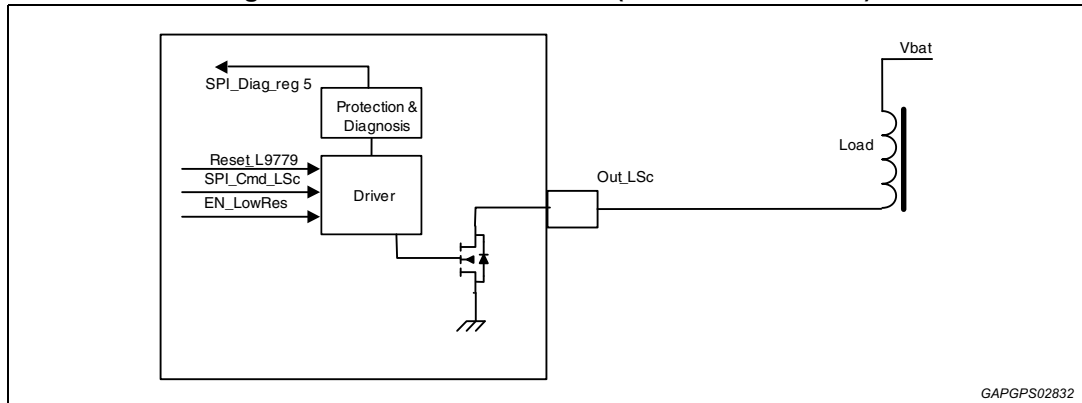 Vbat
SPI_Diag_reg 5
Protection &
Diagnosis
Load
Reset_L9779
SPI_Cmd_LSc
EN_LowRes
Driver
Out_LSc
GAPGPS02832